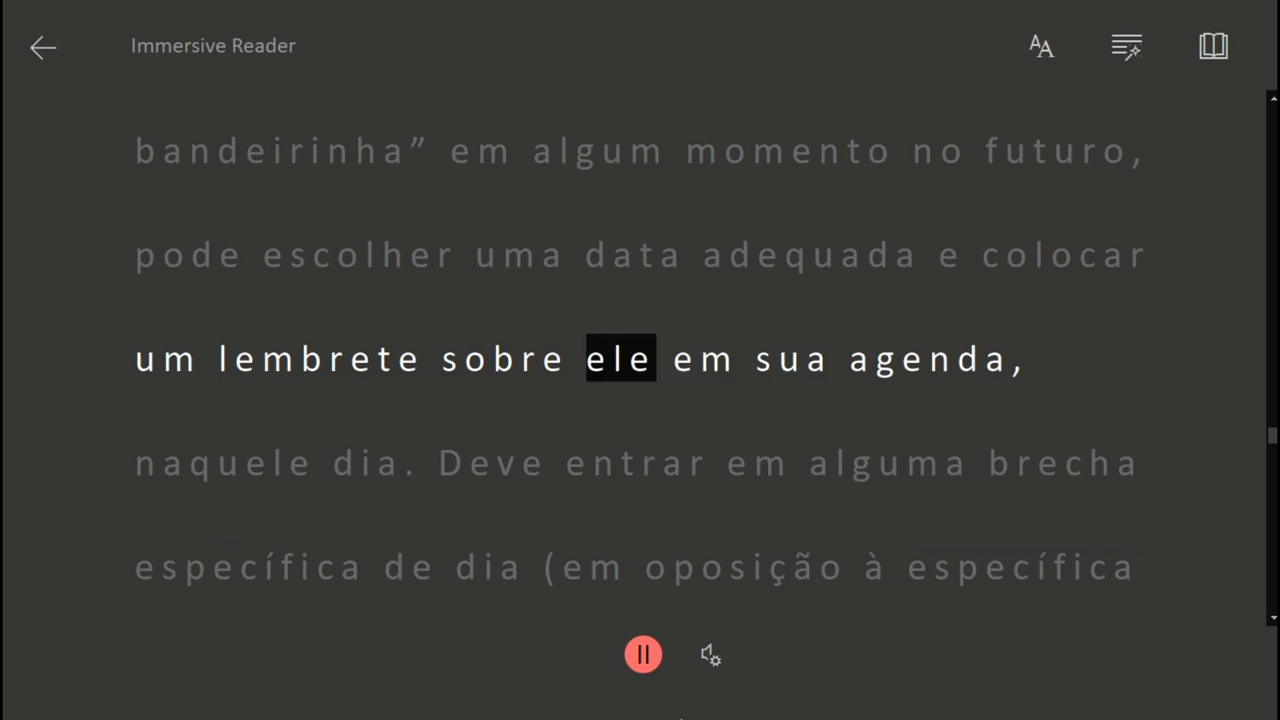 Immersive Reader
bandeirinha” em algum momento no futuro,
pode escolher uma data adequada e colocar
um lembrete sobre ele em sua agenda,
naquele dia. Deve entrar em alguma brecha
específica de dia (em oposição à específica